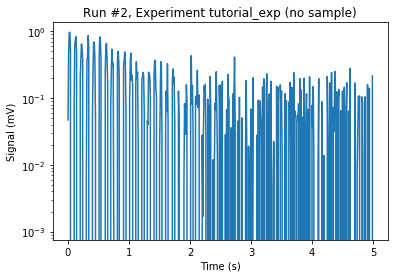 Run #2, Experiment tutorial_exp (no sample)
Signal (mV)
10⁰
10⁻¹
10⁻²
10⁻³
0 1 2 3 4 5
Time (s)